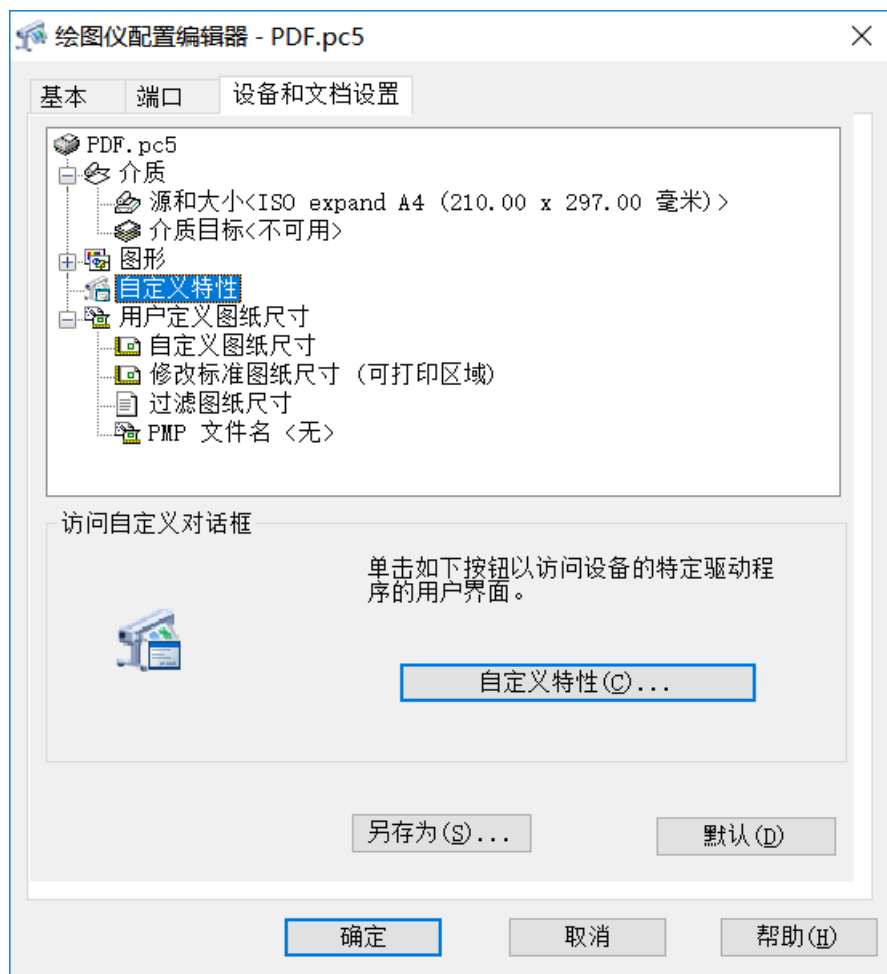 绘图仪配置编辑器 - PDF.pc5
基本 端口 设备和文档设置
PDF.pc5
介质
源和大小<ISO expand A4 (210.00 x 297.00 毫米)>
介质目标<不可用>
图形
自定义特性
用户定义图纸尺寸
自定义图纸尺寸
修改标准图纸尺寸 (可打印区域)
过滤图纸尺寸
PMP 文件名 <无>
访问自定义对话框
单击如下按钮以访问设备的特定驱动程
序的用户界面。
自定义特性(C)...
另存为(S)... 默认(D)
确定 取消 帮助(H)